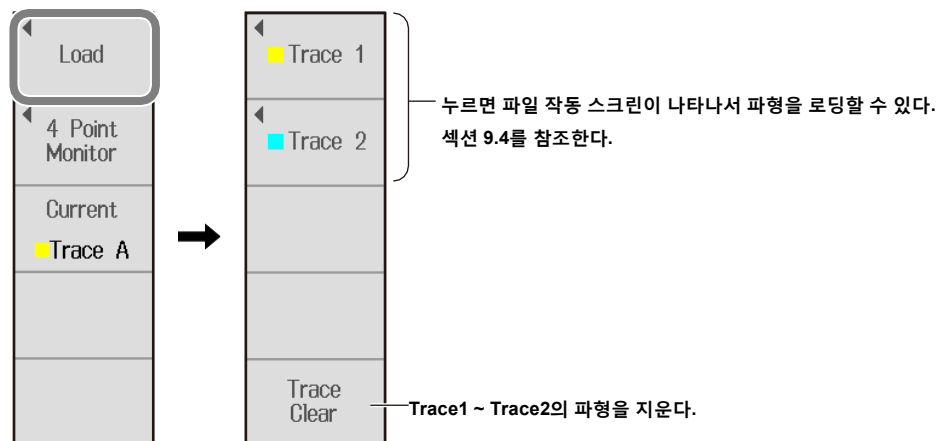 Load
4 Point
Monitor
Current
Trace A
Trace 1
Trace 2
Trace
Clear
누르면 파일 작동 스크린이 나타나서 파형을 로딩할 수 있다.
섹션 9.4를 참조한다.
Trace1 ~ Trace2의 파형을 지운다.